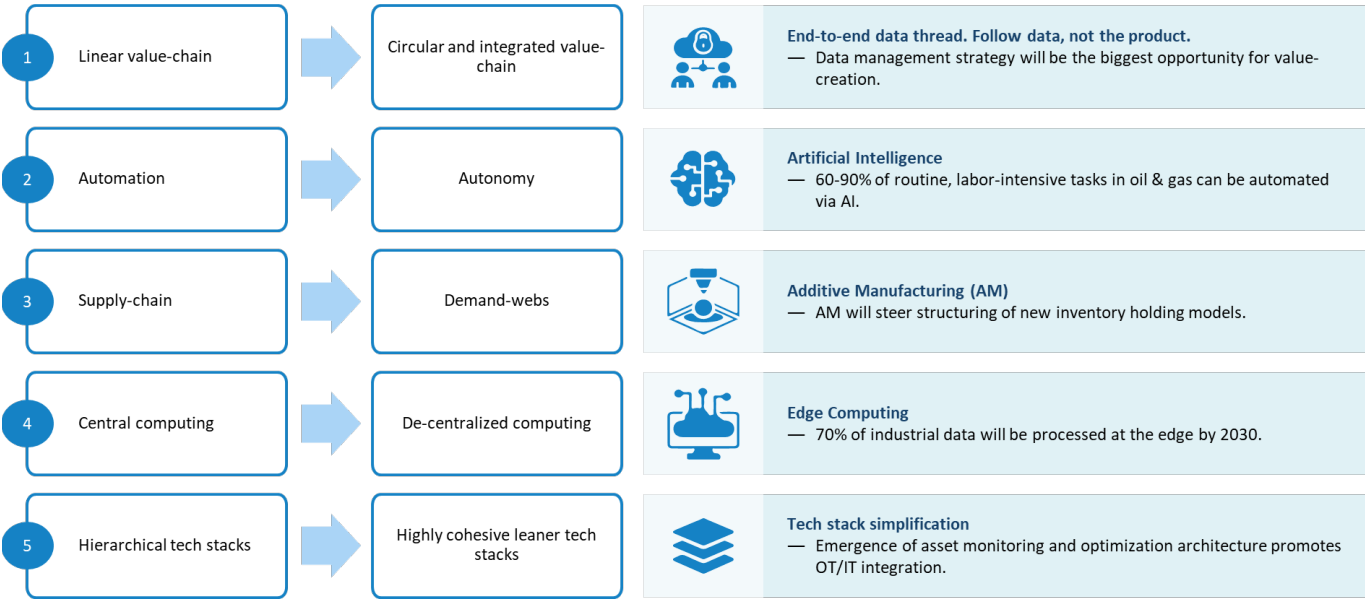 1
Linear value-chain
Circular and integrated value-
chain
End-to-end data thread. Follow data, not the product.
— Data management strategy will be the biggest opportunity for value-
creation.
2
Automation
Autonomy
Artificial Intelligence
— 60-90% of routine, labor-intensive tasks in oil & gas can be automated
via AI.
3
Supply-chain
Demand-webs
Additive Manufacturing (AM)
— AM will steer structuring of new inventory holding models.
4
Central computing
De-centralized computing
Edge Computing
— 70% of industrial data will be processed at the edge by 2030.
5
Hierarchical tech stacks
Highly cohesive leaner tech
stacks
Tech stack simplification
— Emergence of asset monitoring and optimization architecture promotes
OT/IT integration.